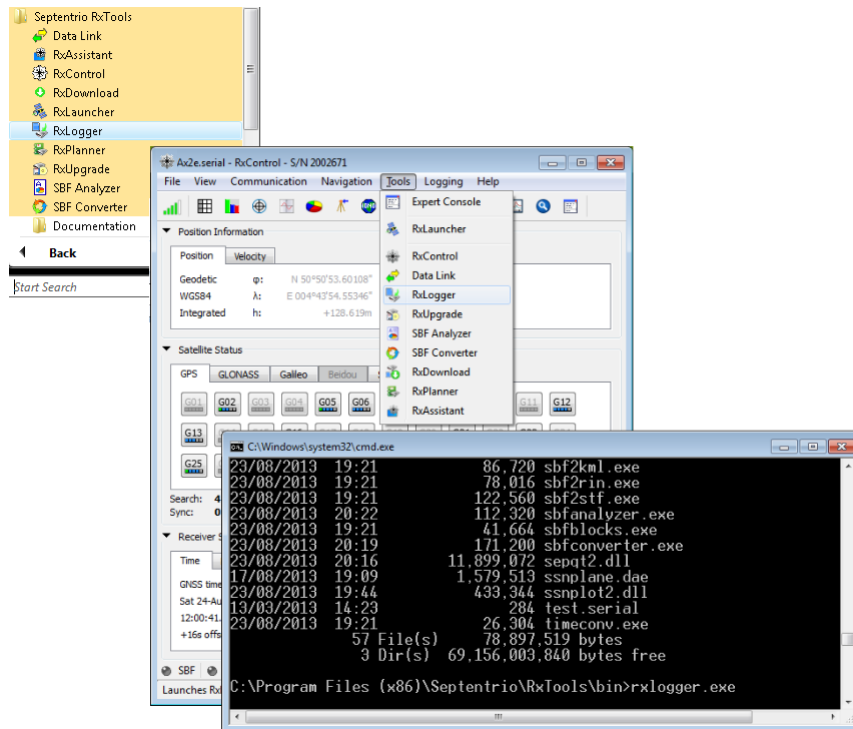 Septentrio RxTools
Data Link
RxAssistant
RxControl
RxDownload
RxLauncher
RxLogger
RxPlanner
RxUpgrade
SBF Analyzer
SBF Converter
Documentation
Back
Start Search
Ax2e.serial - RxControl - S/N 2002671
File View Communication Navigation Tools Logging Help
Expert Console
RxLauncher
RxControl
Data Link
RxLogger
RxUpgrade
SBF Analyzer
SBF Converter
RxDownload
RxPlanner
RxAssistant
Position Information
Position Velocity
Geodetic φ: N 50°50'53.60108"
WGS84 λ: E 004°43'54.55346"
Integrated h: +128.619m
Satellite Status
GPS GLONASS Galileo Beidou
G01 G02 G03 G04 G05 G06 G11 G12
G13
G25
Search: 4
Sync: 0
Receiver S
Time
GNSS time
Sat 24-Au
12:00:41.
+16s offs
SBF
Launches Rx
C:\Windows\system32\cmd.exe
23/08/2013 19:21 86,720 sbf2kml.exe
23/08/2013 19:21 78,016 sbf2rin.exe
23/08/2013 19:21 122,560 sbf2stf.exe
23/08/2013 20:22 112,320 sbfanalyzer.exe
23/08/2013 19:21 41,664 sbfblocks.exe
23/08/2013 20:19 171,200 sbfconverter.exe
23/08/2013 20:16 11,899,072 sepqt2.dll
17/08/2013 19:09 1,579,513 ssnplane.dae
23/08/2013 19:44 433,344 ssnplot2.dll
13/03/2013 14:23 284 test.serial
23/08/2013 19:21 26,304 timeconv.exe
57 File(s) 78,897,519 bytes
3 Dir(s) 69,156,003,840 bytes free
C:\Program Files (x86)\Septentrio\RxTools\bin>rxlogger.exe